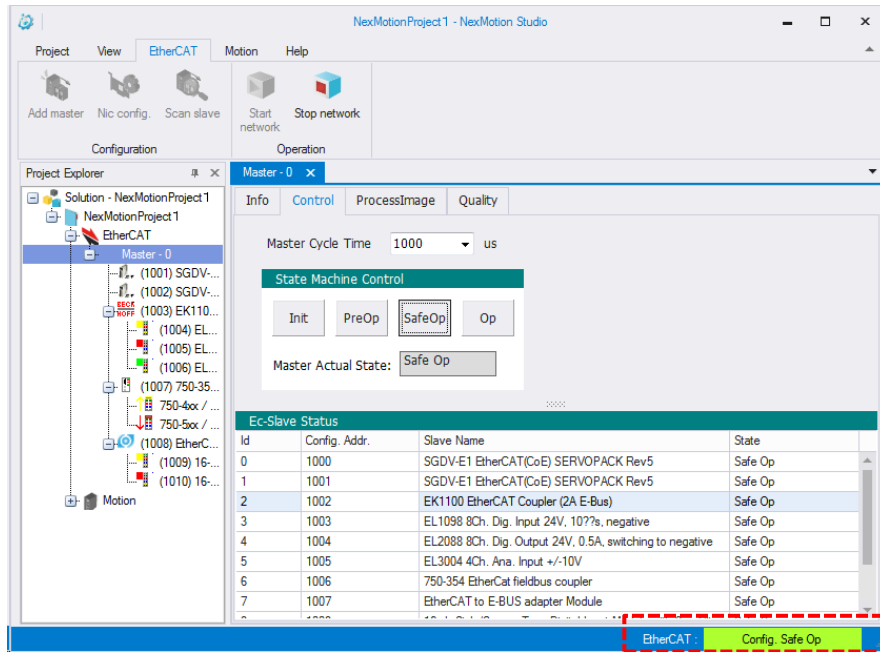 NexMotionProject1 - NexMotion Studio
Project View EtherCAT Motion Help
Add master Nic config. Scan slave Start network Stop network
Configuration Operation
Project Explorer
Solution - NexMotionProject1
NexMotionProject1
EtherCAT
Master - 0
(1001) SGDV-...
(1002) SGDV-...
BECK HOFF (1003) EK110...
(1004) EL...
(1005) EL...
(1006) EL...
(1007) 750-35...
750-4xx / ...
750-5xx / ...
(1008) EtherC...
(1009) 16-...
(1010) 16-...
Motion
Master - 0
Info Control ProcessImage Quality
Master Cycle Time 1000 us
State Machine Control
Init PreOp SafeOp Op
Master Actual State: Safe Op
Ec-Slave Status
Id Config. Addr. Slave Name State
0 1000 SGDV-E1 EtherCAT(CoE) SERVOPACK Rev5 Safe Op
1 1001 SGDV-E1 EtherCAT(CoE) SERVOPACK Rev5 Safe Op
2 1002 EK1100 EtherCAT Coupler (2A E-Bus) Safe Op
3 1003 EL1098 8Ch. Dig. Input 24V, 10??s, negative Safe Op
4 1004 EL2088 8Ch. Dig. Output 24V, 0.5A, switching to negative Safe Op
5 1005 EL3004 4Ch. Ana. Input +/-10V Safe Op
6 1006 750-354 EtherCat fieldbus coupler Safe Op
7 1007 EtherCAT to E-BUS adapter Module Safe Op
EtherCAT : Config. Safe Op